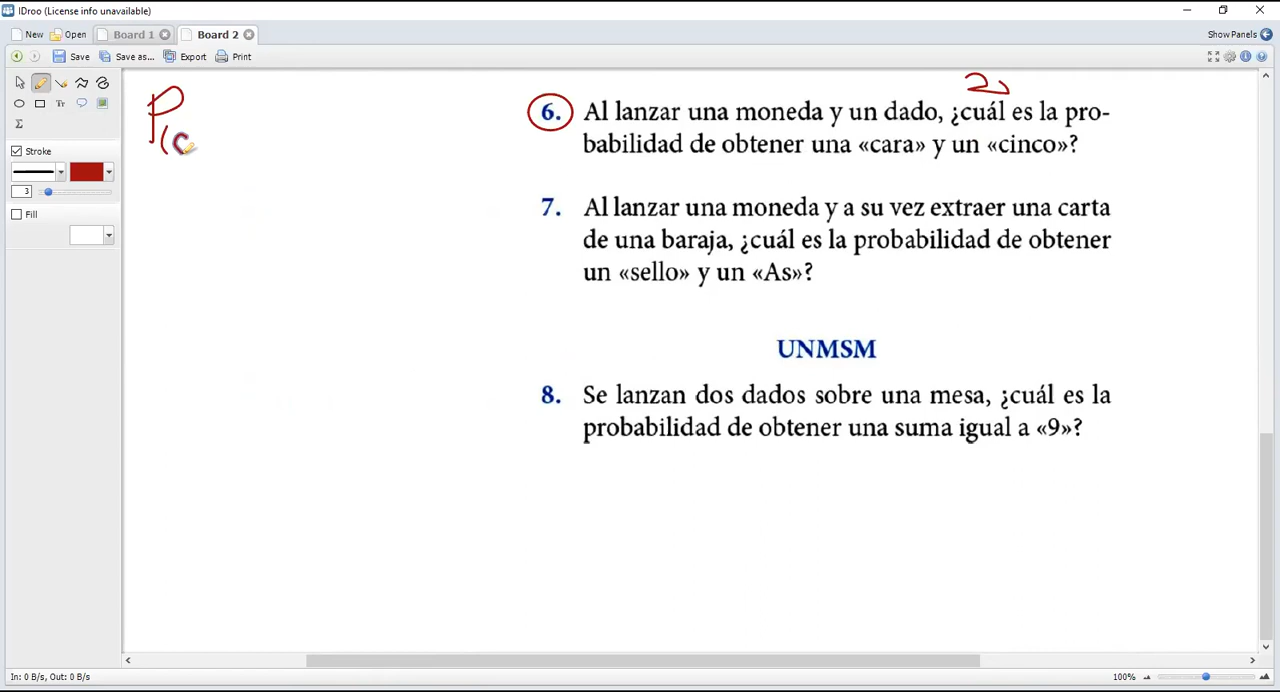 IDroo (License info unavailable)
New Open Board 1 Board 2 Show Panels
Save Save as... Export Print
Tr
Σ
Stroke
3
Fill
P(c
2
6. Al lanzar una moneda y un dado, ¿cuál es la pro-
babilidad de obtener una «cara» y un «cinco»?
7. Al lanzar una moneda y a su vez extraer una carta
de una baraja, ¿cuál es la probabilidad de obtener
un «sello» y un «As»?
UNMSM
8. Se lanzan dos dados sobre una mesa, ¿cuál es la
probabilidad de obtener una suma igual a «9»?
In: 0 B/s, Out: 0 B/s 100%